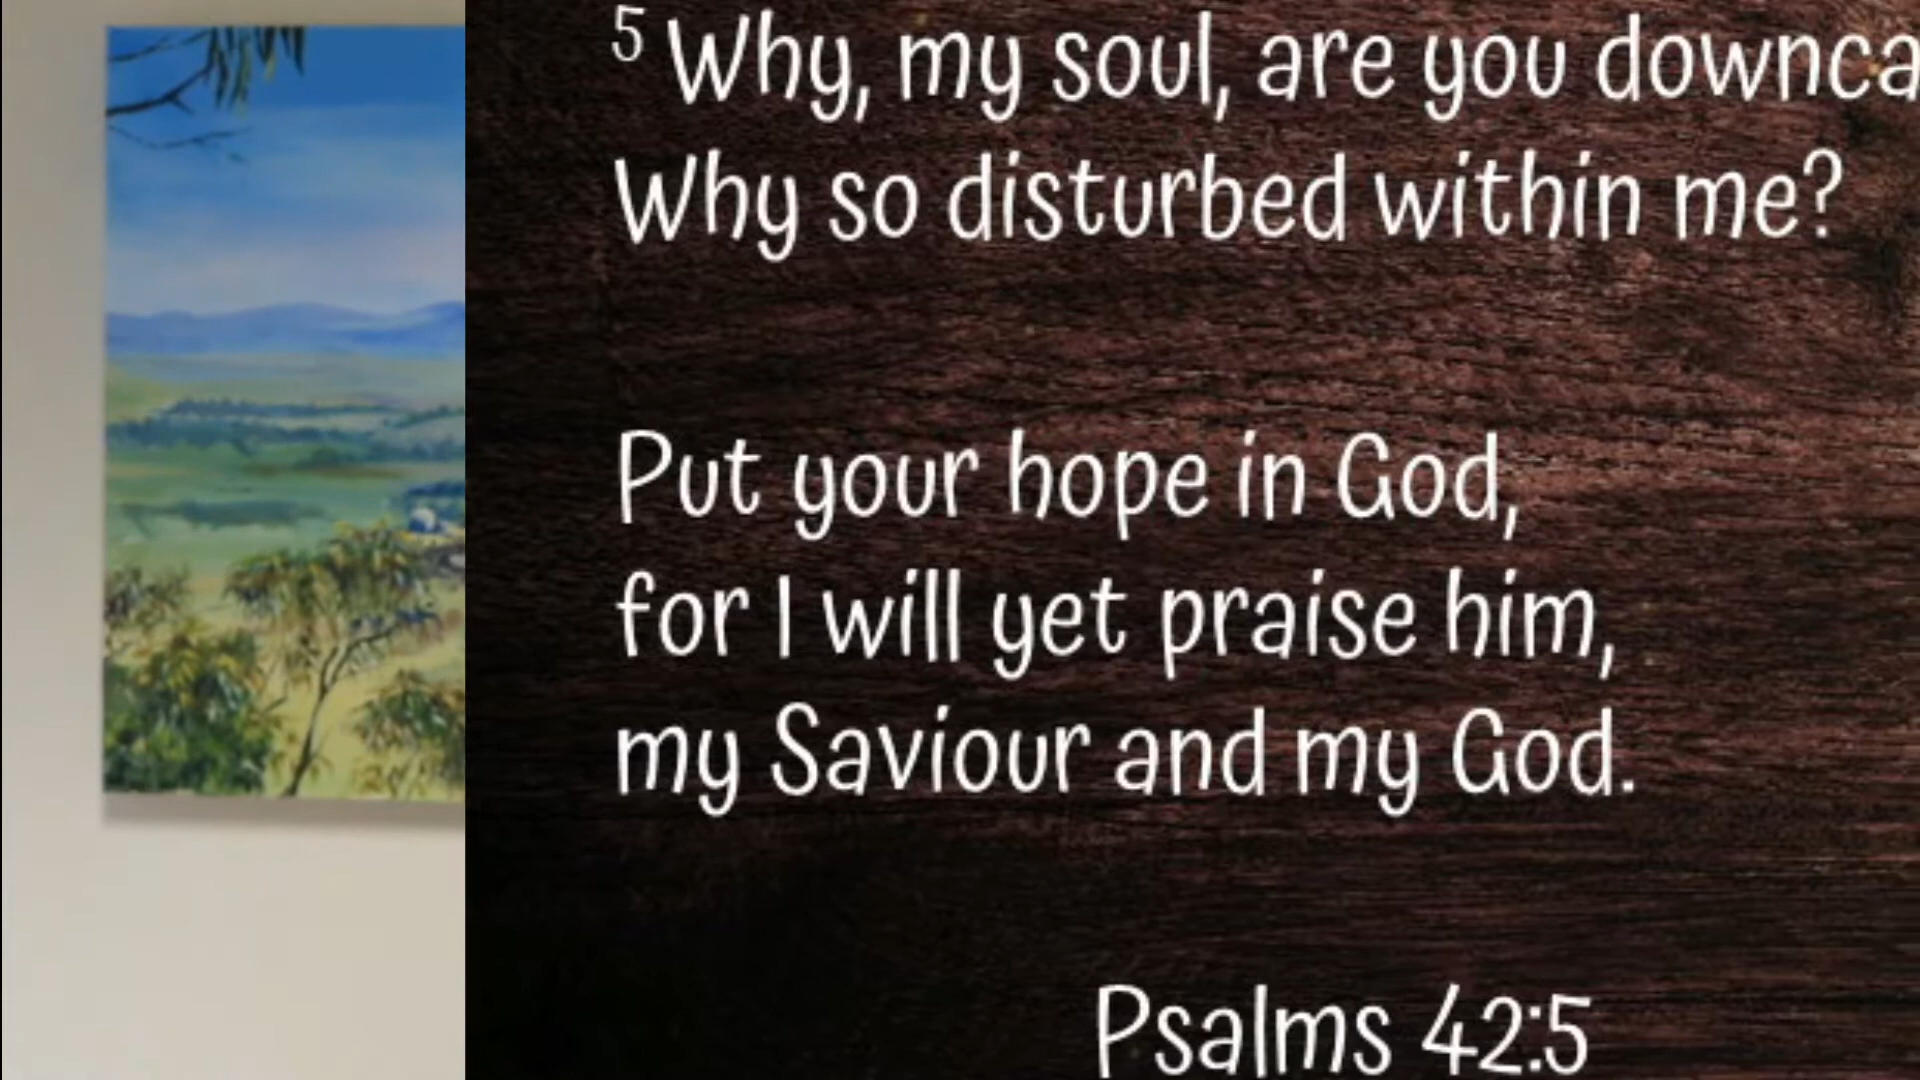 5 Why, my soul, are you downca
Why so disturbed within me?
Put your hope in God,
for I will yet praise him,
my Saviour and my God.
Psalms 42:5